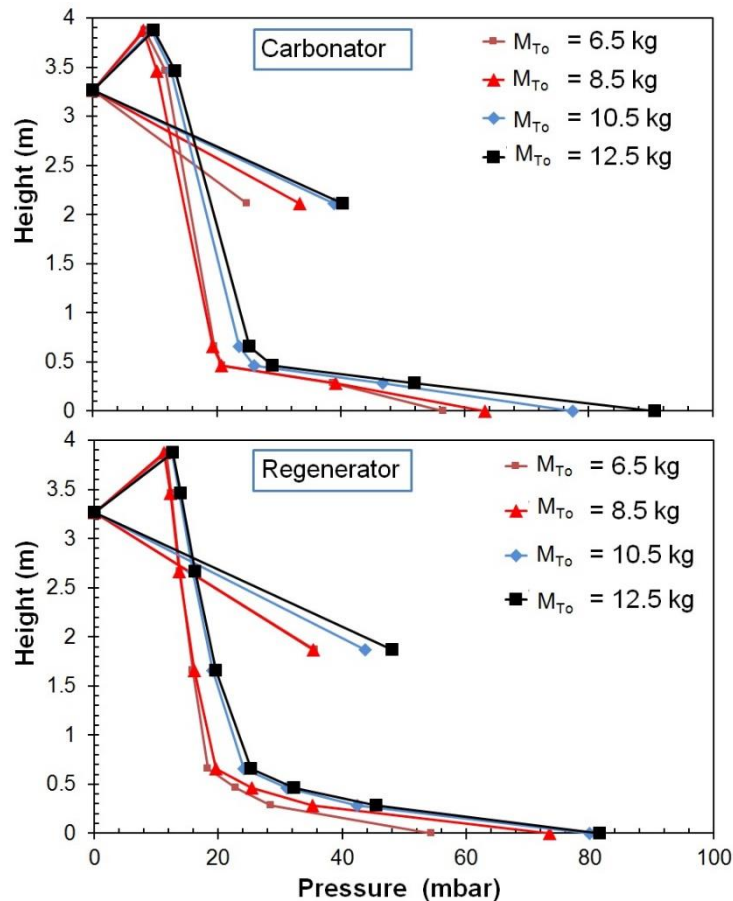 4
3.5
3
2.5
2
1.5
1
0.5
0
Height (m)
Carbonator
M_To = 6.5 kg
M_To = 8.5 kg
M_To = 10.5 kg
M_To = 12.5 kg
4
3.5
3
2.5
2
1.5
1
0.5
0
Height (m)
Regenerator
M_To = 6.5 kg
M_To = 8.5 kg
M_To = 10.5 kg
M_To = 12.5 kg
0 20 40 60 80 100
Pressure (mbar)